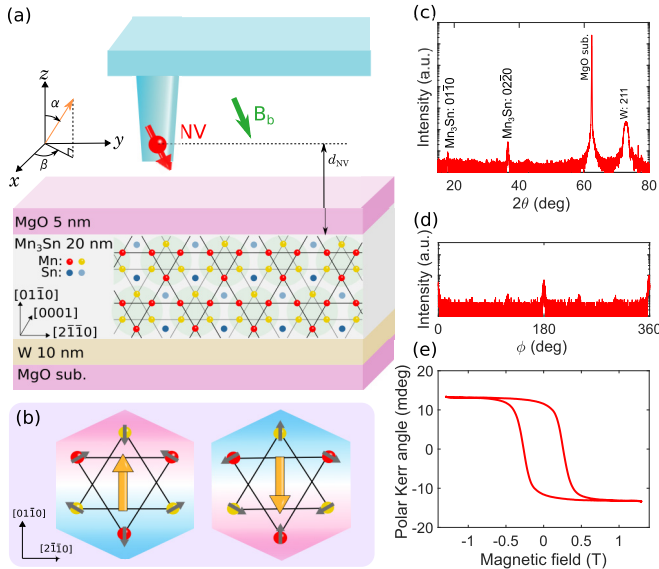 (a)
z
α
NV
B_b
y
β
x
d_NV
MgO 5 nm
Mn₃Sn 20 nm
Mn:
Sn:
[011̄0]
[0001]
[21̄1̄0]
W 10 nm
MgO sub.
(b)
[011̄0]
[21̄1̄0]
(c)
Intensity (a.u.)
Mn₃Sn: 011̄0
Mn₃Sn: 022̄0
MgO sub.
W: 211
20 40 60 80
2θ (deg)
(d)
Intensity (a.u.)
0 180 360
ϕ (deg)
(e)
Polar Kerr angle (mdeg)
20
10
0
-10
-20
-1 -0.5 0 0.5 1
Magnetic field (T)